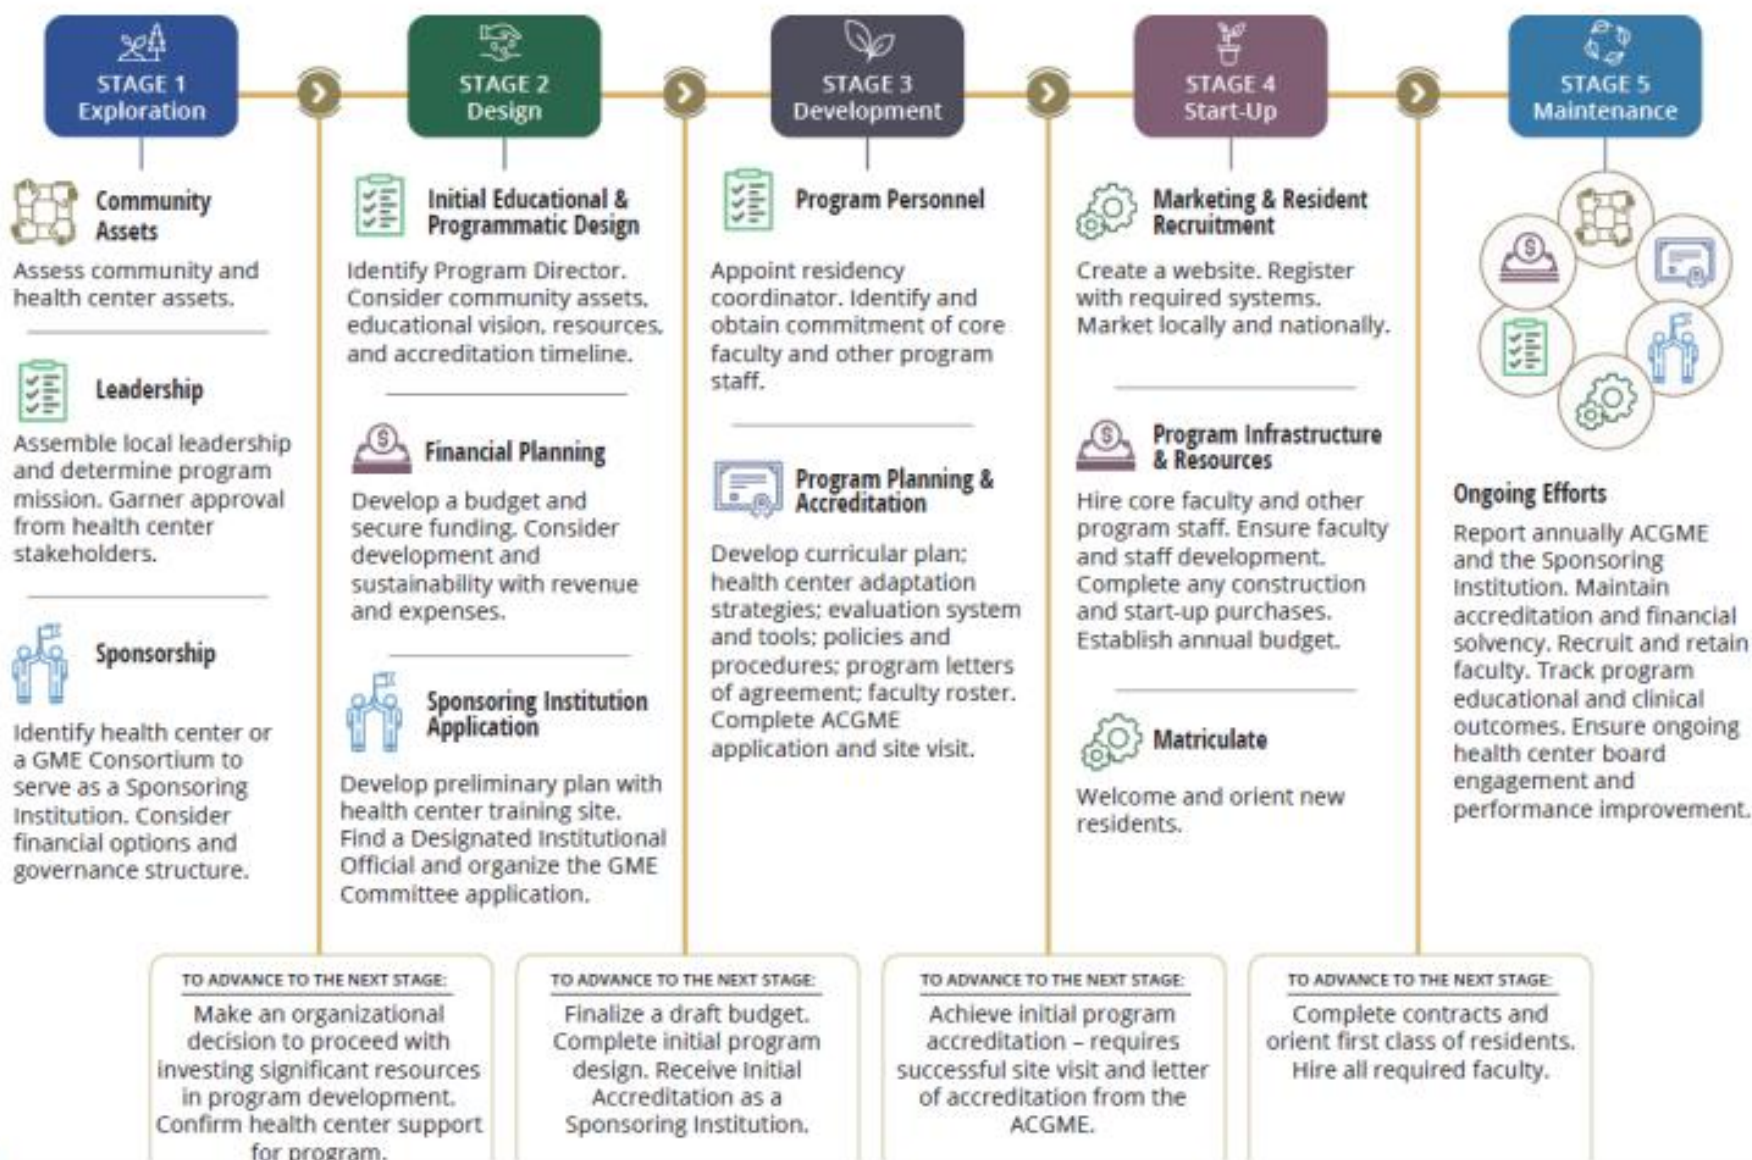 STAGE 1
Exploration
Community
Assets
Assess community and
health center assets.
Leadership
Assemble local leadership
and determine program
mission. Garner approval
from health center
stakeholders.
Sponsorship
Identify health center or
a GME Consortium to
serve as a Sponsoring
Institution. Consider
financial options and
governance structure.
TO ADVANCE TO THE NEXT STAGE:
Make an organizational
decision to proceed with
investing significant resources
in program development.
Confirm health center support
for program.
STAGE 2
Design
Initial Educational &
Programmatic Design
Identify Program Director.
Consider community assets,
educational vision, resources,
and accreditation timeline.
Financial Planning
Develop a budget and
secure funding. Consider
development and
sustainability with revenue
and expenses.
Sponsoring Institution
Application
Develop preliminary plan with
health center training site.
Find a Designated Institutional
Official and organize the GME
Committee application.
TO ADVANCE TO THE NEXT STAGE:
Finalize a draft budget.
Complete initial program
design. Receive Initial
Accreditation as a
Sponsoring Institution.
STAGE 3
Development
Program Personnel
Appoint residency
coordinator. Identify and
obtain commitment of core
faculty and other program
staff.
Program Planning &
Accreditation
Develop curricular plan;
health center adaptation
strategies; evaluation system
and tools; policies and
procedures; program letters
of agreement; faculty roster.
Complete ACGME
application and site visit.
TO ADVANCE TO THE NEXT STAGE:
Achieve initial program
accreditation – requires
successful site visit and letter
of accreditation from the
ACGME.
STAGE 4
Start-Up
Marketing & Resident
Recruitment
Create a website. Register
with required systems.
Market locally and nationally.
Program Infrastructure
& Resources
Hire core faculty and other
program staff. Ensure faculty
and staff development.
Complete any construction
and start-up purchases.
Establish annual budget.
Matriculate
Welcome and orient new
residents.
TO ADVANCE TO THE NEXT STAGE:
Complete contracts and
orient first class of residents.
Hire all required faculty.
STAGE 5
Maintenance
Ongoing Efforts
Report annually ACGME
and the Sponsoring
Institution. Maintain
accreditation and financial
solvency. Recruit and retain
faculty. Track program
educational and clinical
outcomes. Ensure ongoing
health center board
engagement and
performance improvement.